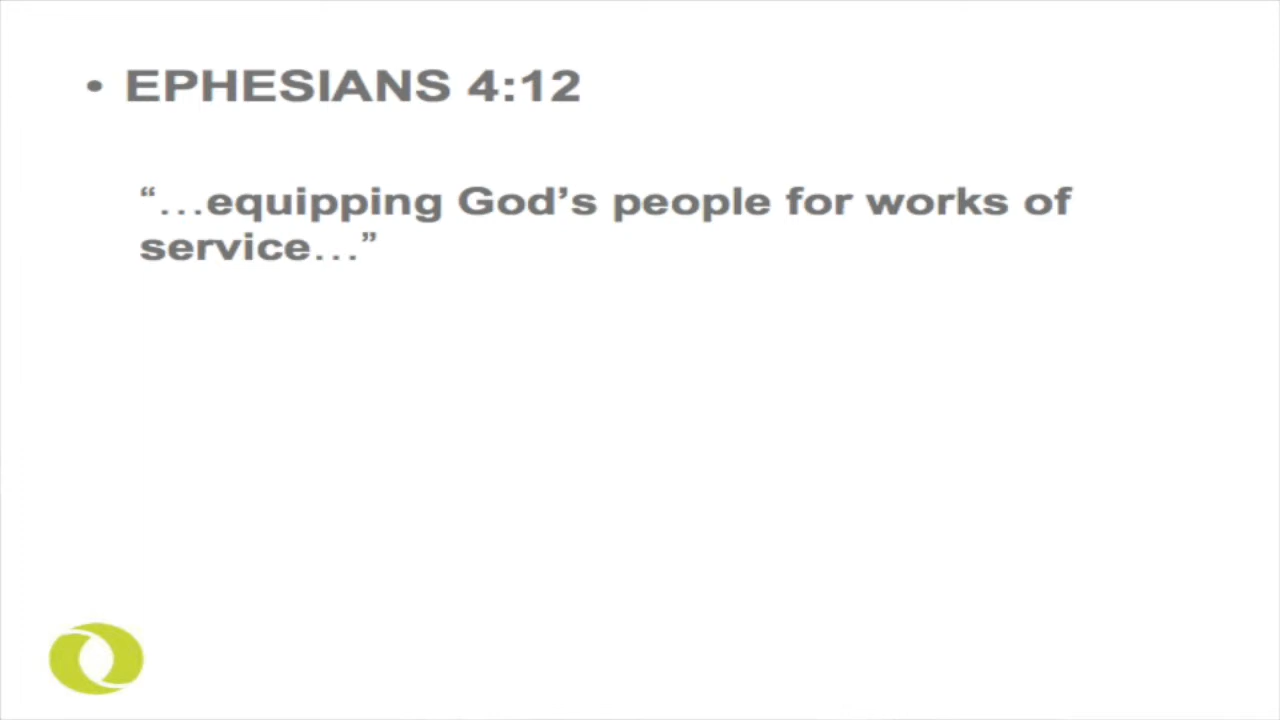 • EPHESIANS 4:12
“…equipping God’s people for works of
service…”